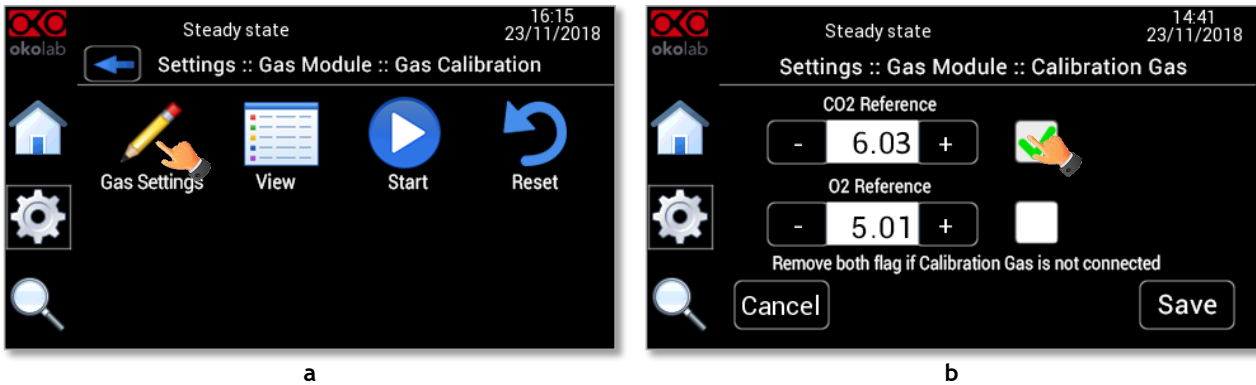 Steady state
16:15
23/11/2018
okolab
Settings :: Gas Module :: Gas Calibration
Gas Settings
View
Start
Reset
a
Steady state
14:41
23/11/2018
okolab
Settings :: Gas Module :: Calibration Gas
CO2 Reference
- 6.03 +
O2 Reference
- 5.01 +
Remove both flag if Calibration Gas is not connected
Cancel
Save
b